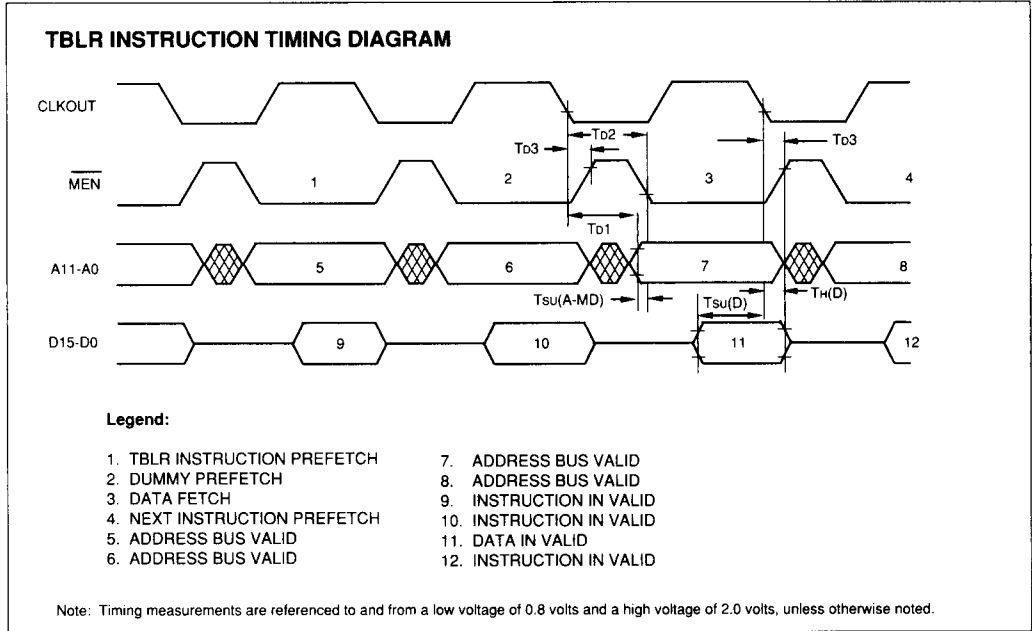 TBLR INSTRUCTION TIMING DIAGRAM
CLKOUT
TD2
TD3
TD3
MEN
1
2
3
4
TD1
A11-A0
5
6
7
8
TSU(A-MD)
TSU(D)
TH(D)
D15-D0
9
10
11
12
Legend:
1. TBLR INSTRUCTION PREFETCH
2. DUMMY PREFETCH
3. DATA FETCH
4. NEXT INSTRUCTION PREFETCH
5. ADDRESS BUS VALID
6. ADDRESS BUS VALID
7. ADDRESS BUS VALID
8. ADDRESS BUS VALID
9. INSTRUCTION IN VALID
10. INSTRUCTION IN VALID
11. DATA IN VALID
12. INSTRUCTION IN VALID
Note: Timing measurements are referenced to and from a low voltage of 0.8 volts and a high voltage of 2.0 volts, unless otherwise noted.